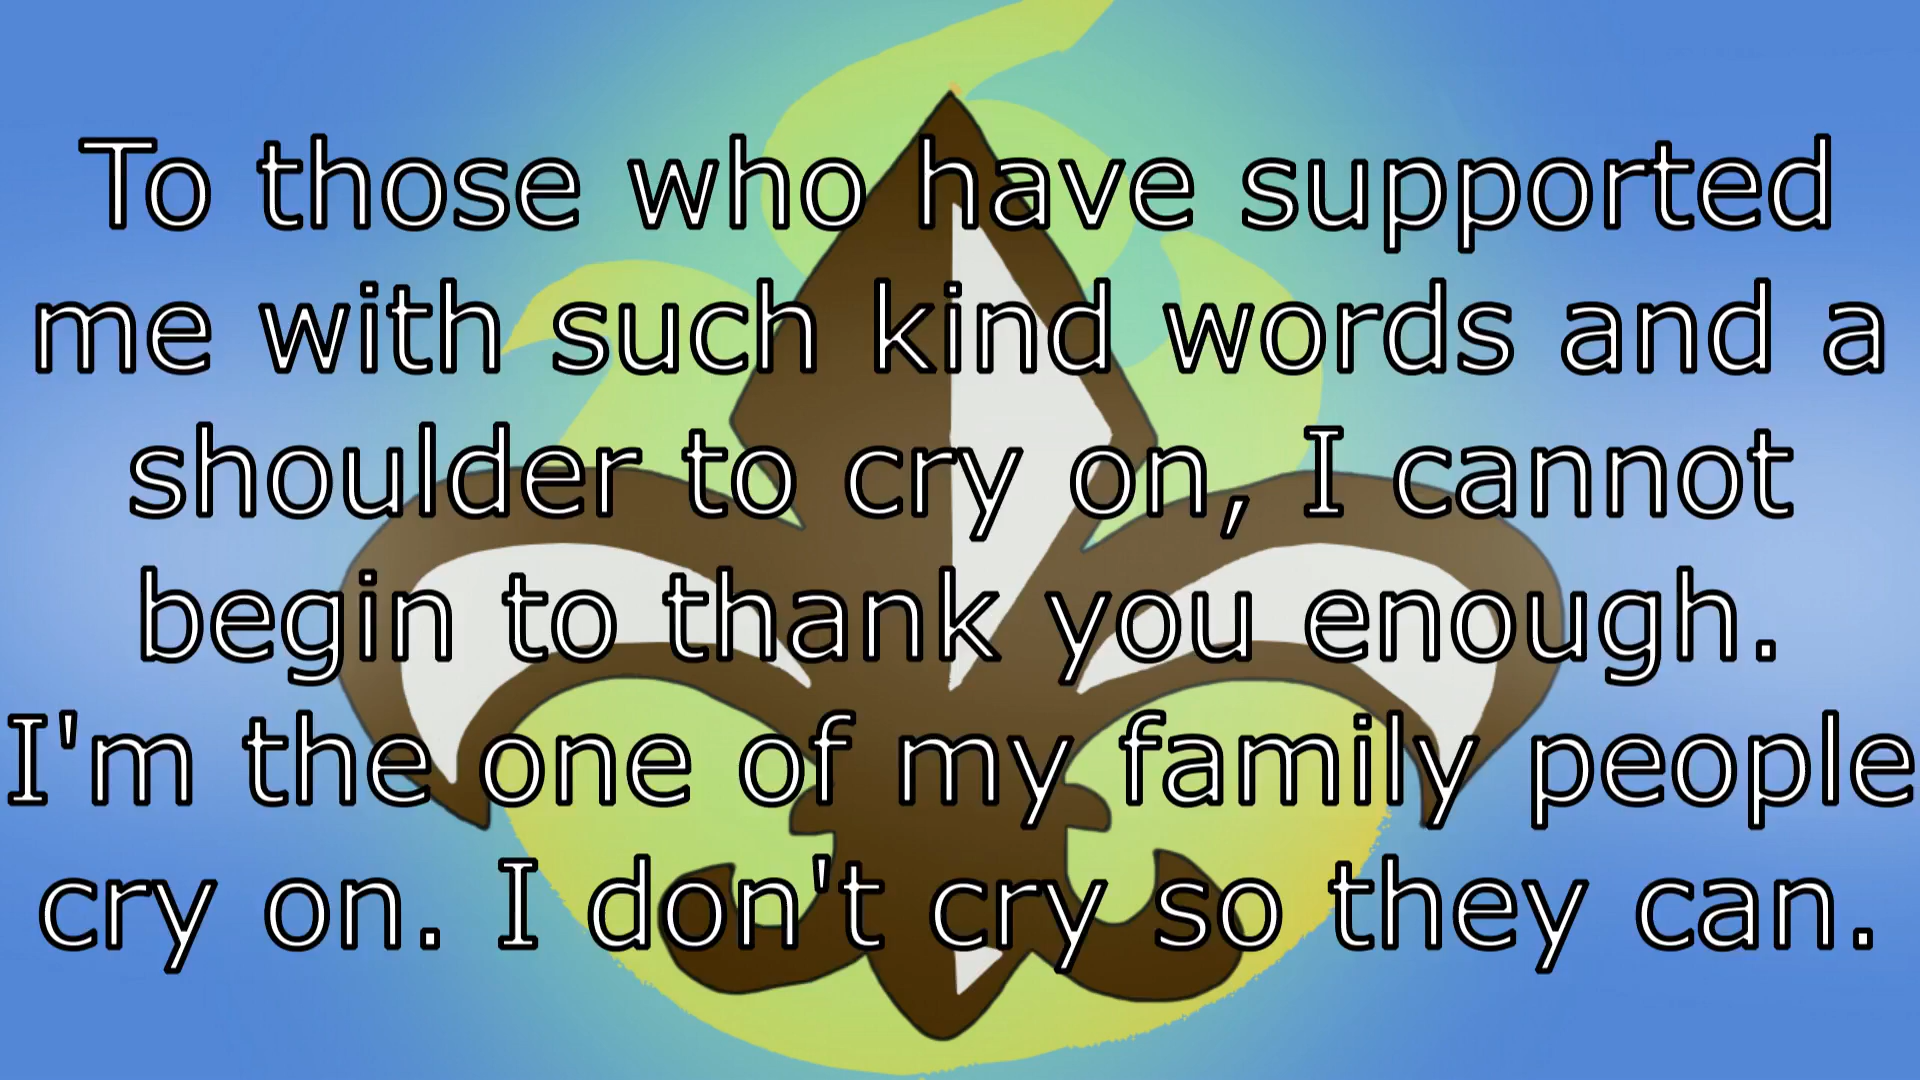 To those who have supported
me with such kind words and a
shoulder to cry on, I cannot
begin to thank you enough.
I'm the one of my family people
cry on. I don't cry so they can.